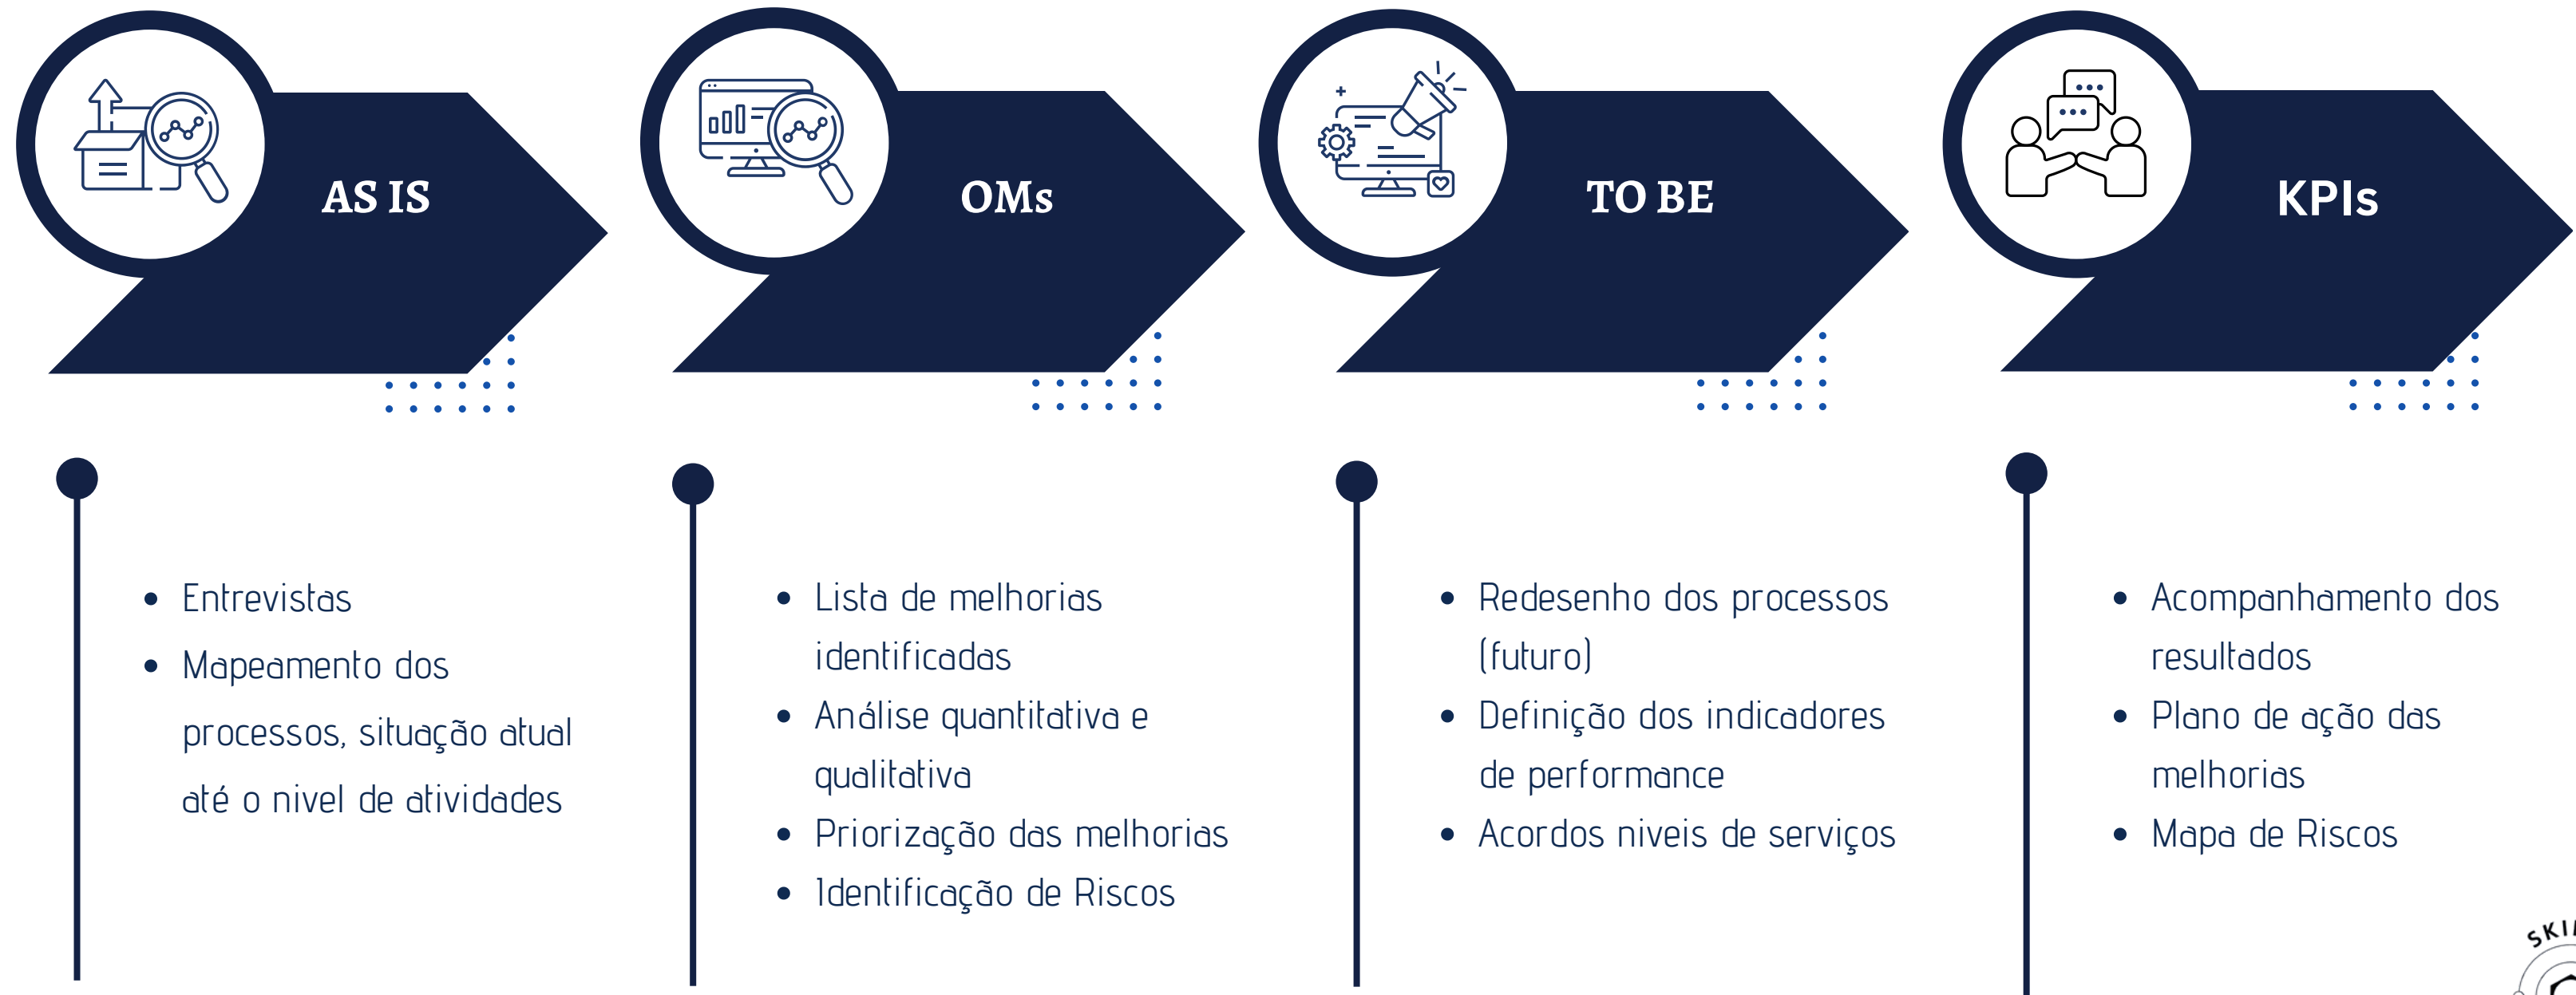 AS IS
OMs
TO BE
KPIs
Entrevistas
Mapeamento dos
processos, situação atual
até o nivel de atividades
Lista de melhorias
identificadas
Análise quantitativa e
qualitativa
Priorização das melhorias
Identificação de Riscos
Redesenho dos processos
(futuro)
Definição dos indicadores
de performance
Acordos niveis de serviços
Acompanhamento dos
resultados
Plano de ação das
melhorias
Mapa de Riscos